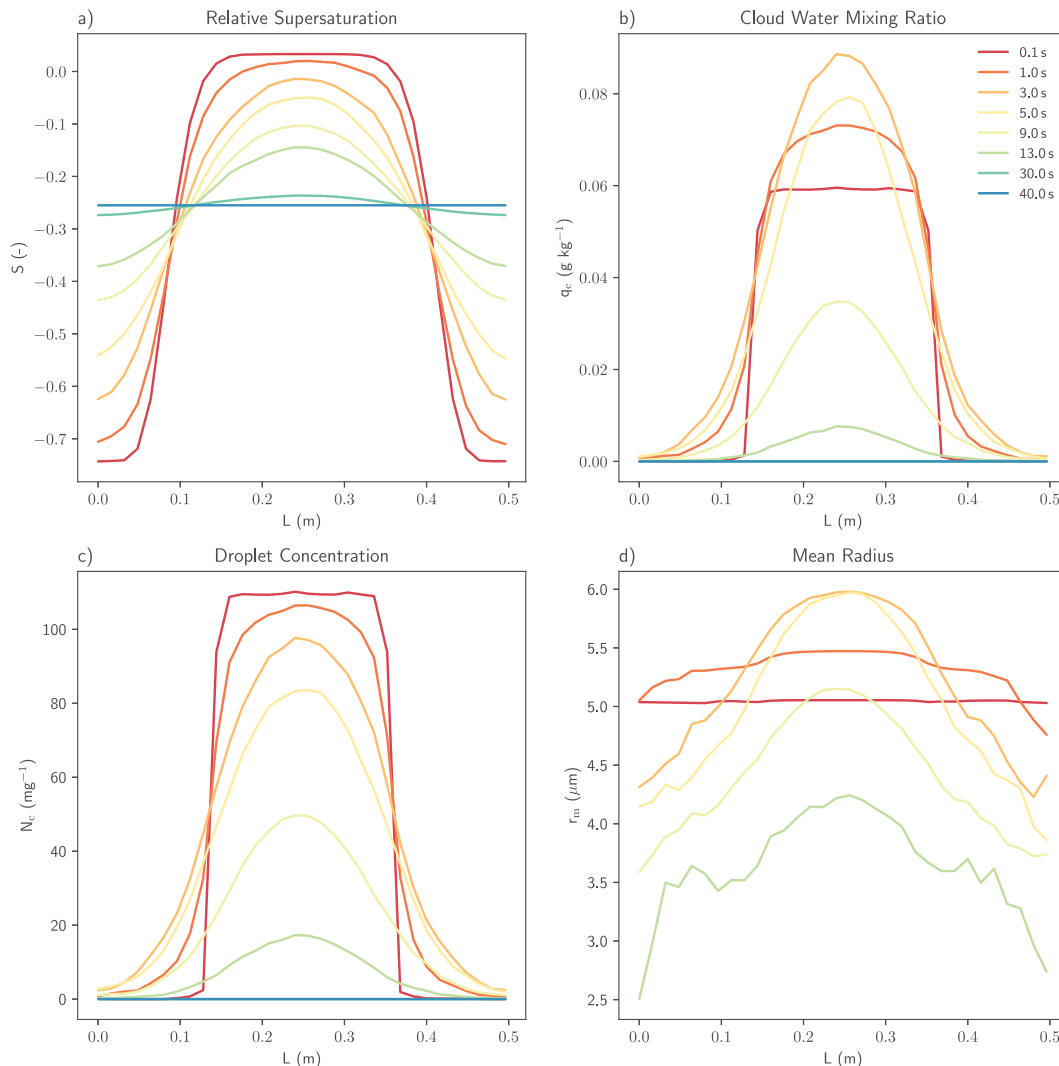 a) Relative Supersaturation
b) Cloud Water Mixing Ratio
0.0
−0.1
−0.2
−0.3
−0.4
−0.5
−0.6
−0.7
S (-)
0.0 0.1 0.2 0.3 0.4 0.5
L (m)
0.08
0.06
0.04
0.02
0.00
q_c (g kg⁻¹)
0.1 s
1.0 s
3.0 s
5.0 s
9.0 s
13.0 s
30.0 s
40.0 s
0.0 0.1 0.2 0.3 0.4 0.5
L (m)
c) Droplet Concentration
d) Mean Radius
100
80
60
40
20
0
N_c (mg⁻¹)
0.0 0.1 0.2 0.3 0.4 0.5
L (m)
6.0
5.5
5.0
4.5
4.0
3.5
3.0
2.5
r_m (μm)
0.0 0.1 0.2 0.3 0.4 0.5
L (m)